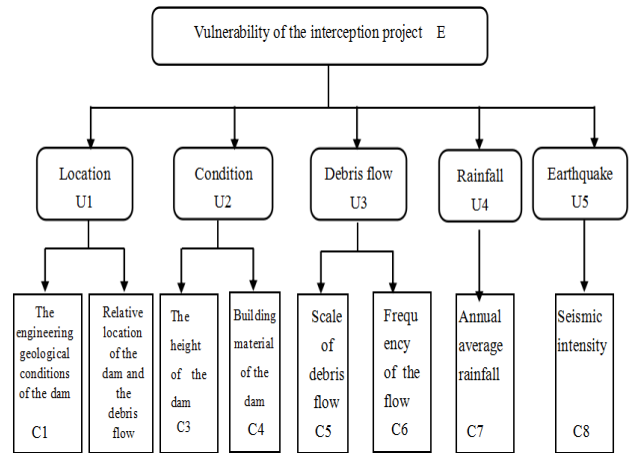 Vulnerability of the interception project E
Location
U1
Condition
U2
Debris flow
U3
Rainfall
U4
Earthquake
U5
The
engineering
geological
conditions
of the dam
C1
Relative
location
of the
dam and
the
debris
flow
The
height
of the
dam
C3
Building
material
of the
dam
C4
Scale
of
debris
flow
C5
Frequ
ency
of the
flow
C6
Annual
average
rainfall
C7
Seismic
intensity
C8